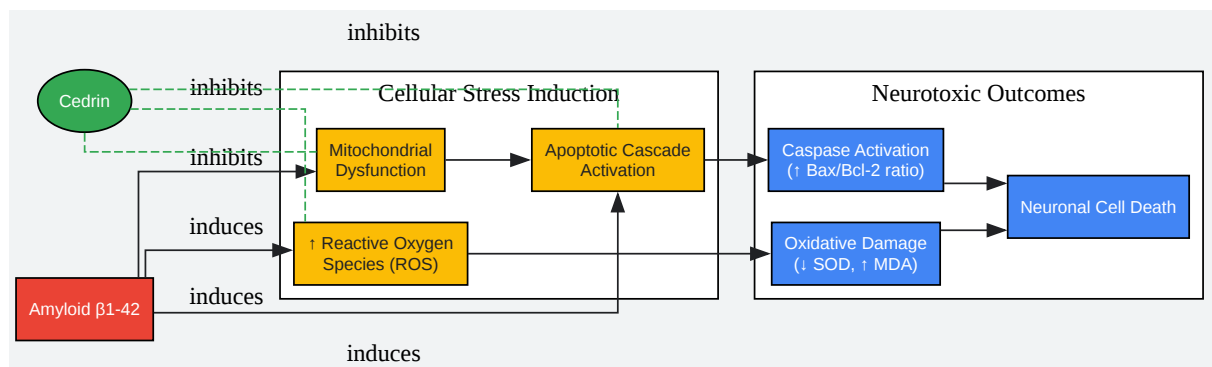 inhibits
inhibits
Cellular Stress Induction
Neurotoxic Outcomes
Cedrin
Mitochondrial
Dysfunction
Apoptotic Cascade
Activation
Caspase Activation
(↑ Bax/Bcl-2 ratio)
inhibits
Neuronal Cell Death
induces
↑ Reactive Oxygen
Species (ROS)
Oxidative Damage
(↓ SOD, ↑ MDA)
induces
Amyloid β1-42
induces